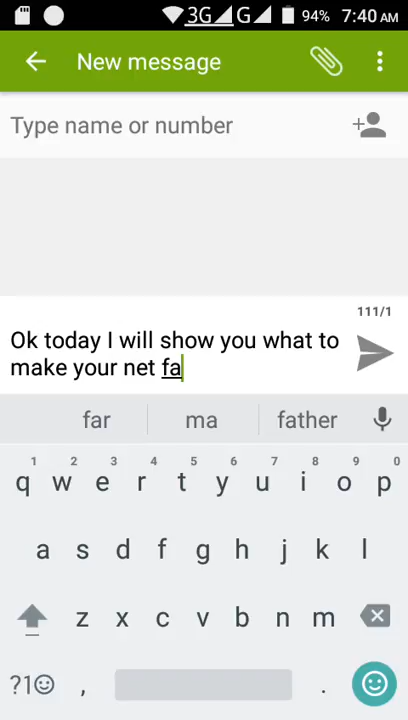 3G G 94% 7:40 AM
New message
Type name or number
111/1
Ok today I will show you what to
make your net fa
far ma father
1 2 3 4 5 6 7 8 9 0
q w e r t y u i o p
a s d f g h j k l
z x c v b n m
?1☺ , .